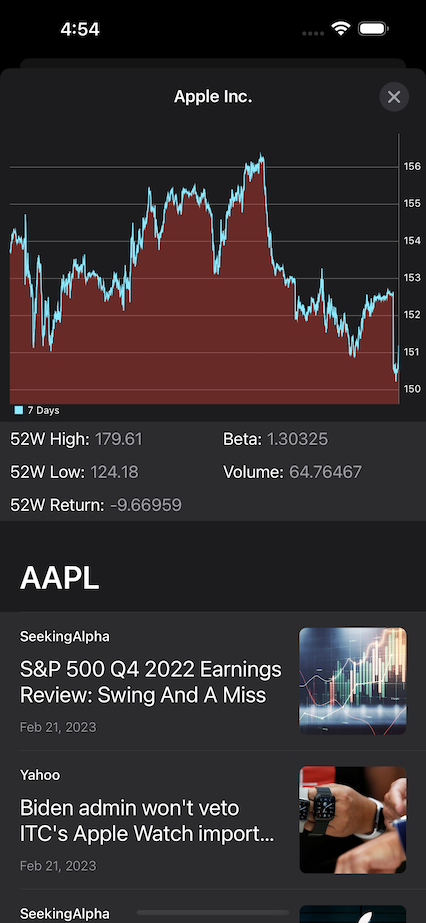 4:54
Apple Inc.
156
155
154
153
152
151
150
7 Days
52W High: 179.61
Beta: 1.30325
52W Low: 124.18
Volume: 64.76467
52W Return: -9.66959
AAPL
SeekingAlpha
S&P 500 Q4 2022 Earnings
Review: Swing And A Miss
Feb 21, 2023
Yahoo
Biden admin won't veto
ITC's Apple Watch import...
Feb 21, 2023
SeekingAlpha